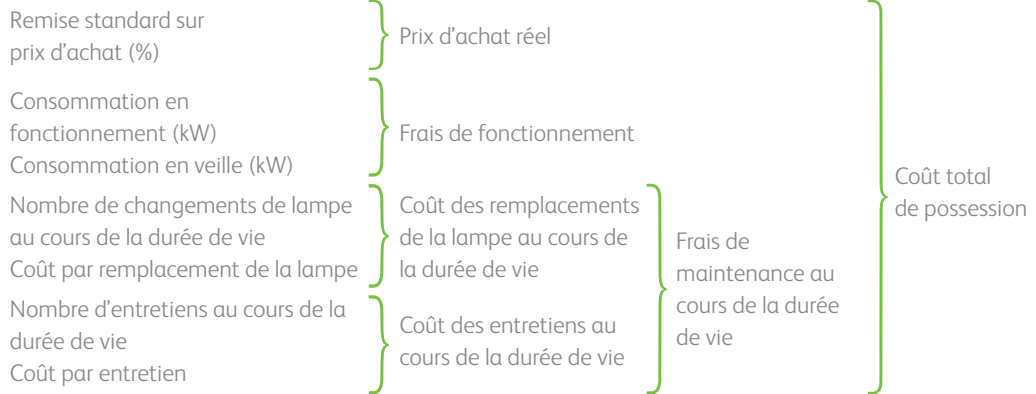 Remise standard sur
prix d'achat (%)
Prix d'achat réel
Consommation en
fonctionnement (kW)
Consommation en veille (kW)
Frais de fonctionnement
Nombre de changements de lampe
au cours de la durée de vie
Coût par remplacement de la lampe
Coût des remplacements
de la lampe au cours de
la durée de vie
Nombre d'entretiens au cours de la
durée de vie
Coût par entretien
Coût des entretiens au
cours de la durée de vie
Frais de
maintenance au
cours de la durée
de vie
Coût total
de possession